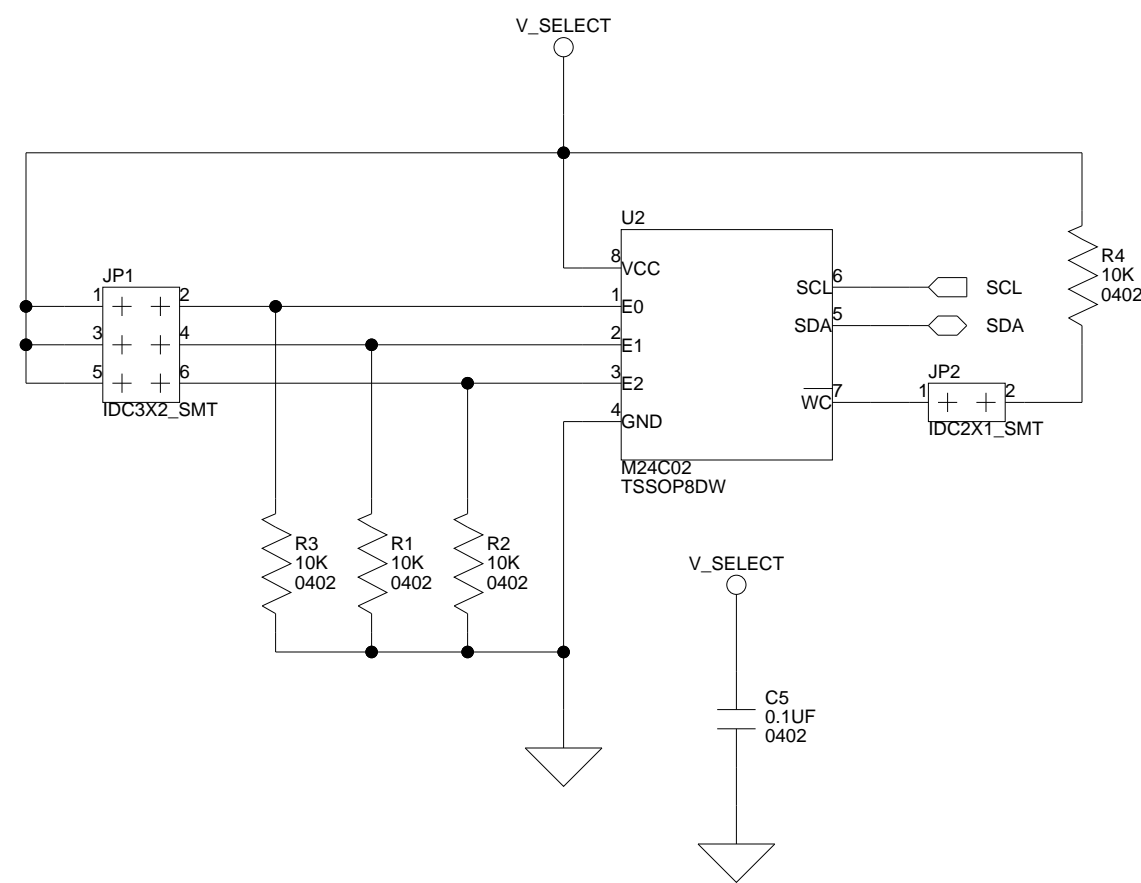 V_SELECT
U2
JP1
1
2
3
4
5
6
IDC3X2_SMT
8
VCC
1
E0
2
E1
3
E2
4
GND
SCL
6
SCL
SDA
5
SDA
WC
7
M24C02
TSSOP8DW
JP2
1
2
IDC2X1_SMT
R4
10K
0402
R3
10K
0402
R1
10K
0402
R2
10K
0402
V_SELECT
C5
0.1UF
0402